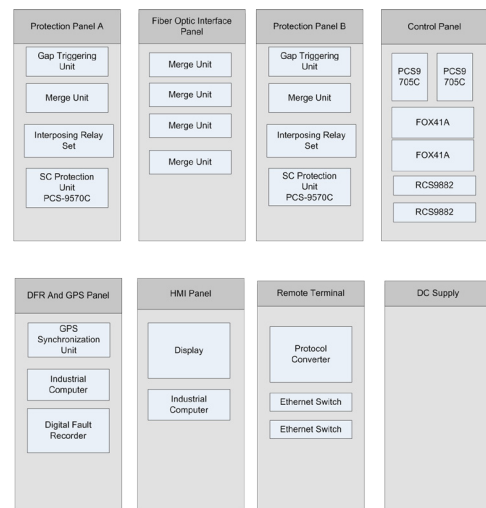 Protection Panel A
Gap Triggering
Unit
Merge Unit
Interposing Relay
Set
SC Protection
Unit
PCS-9570C
Fiber Optic Interface
Panel
Merge Unit
Merge Unit
Merge Unit
Merge Unit
Protection Panel B
Gap Triggering
Unit
Merge Unit
Interposing Relay
Set
SC Protection
Unit
PCS-9570C
Control Panel
PCS9
705C
PCS9
705C
FOX41A
FOX41A
RCS9882
RCS9882
DFR And GPS Panel
GPS
Synchronization
Unit
Industrial
Computer
Digital Fault
Recorder
HMI Panel
Display
Industrial
Computer
Remote Terminal
Protocol
Converter
Ethernet Switch
Ethernet Switch
DC Supply